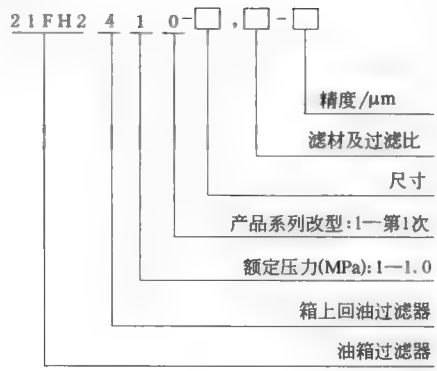 21FH2 4 1 0-□,□-□
精度/μm
滤材及过滤比
尺寸
产品系列改型:1—第1次
额定压力(MPa):1—1.0
箱上回油过滤器
油箱过滤器